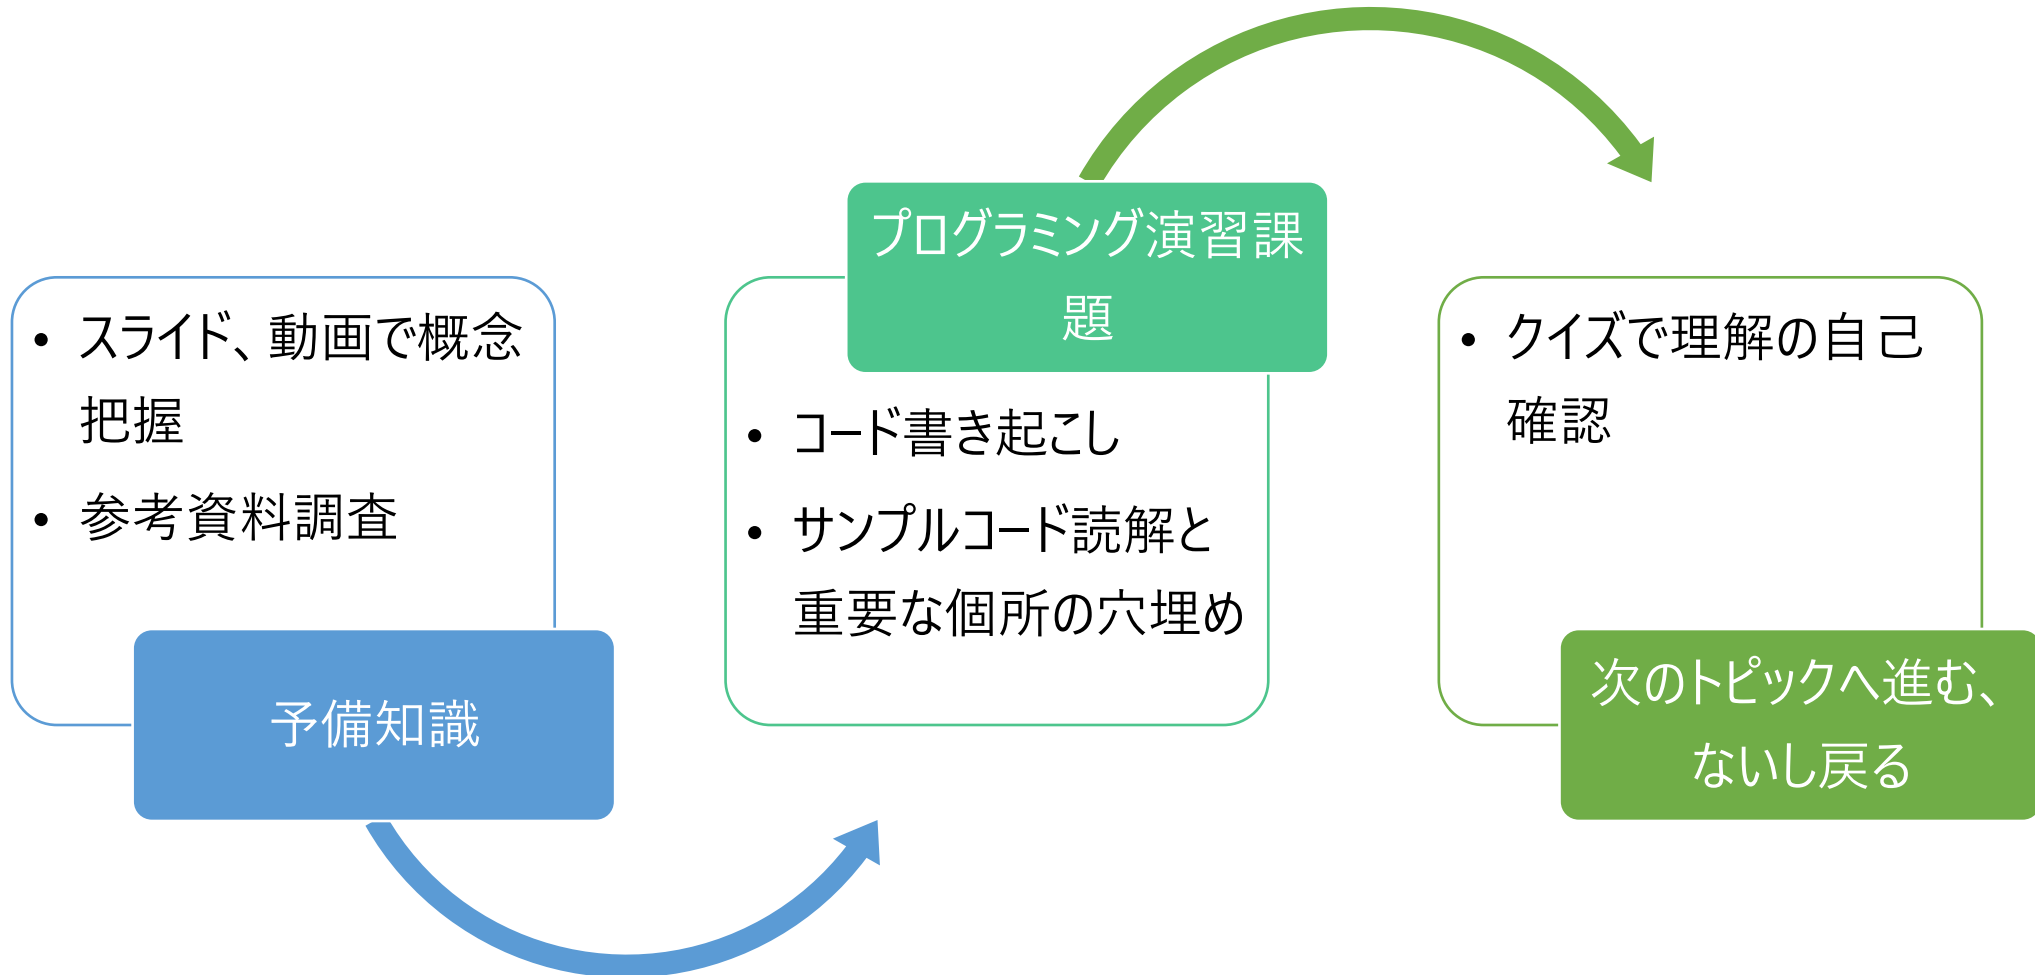 • スライド、動画で概念
把握
• 参考資料調査
予備知識
プログラミング演習課
題
• コード書き起こし
• サンプルコード読解と
重要な個所の穴埋め
• クイズで理解の自己
確認
次のトピックへ進む、
ないし戻る